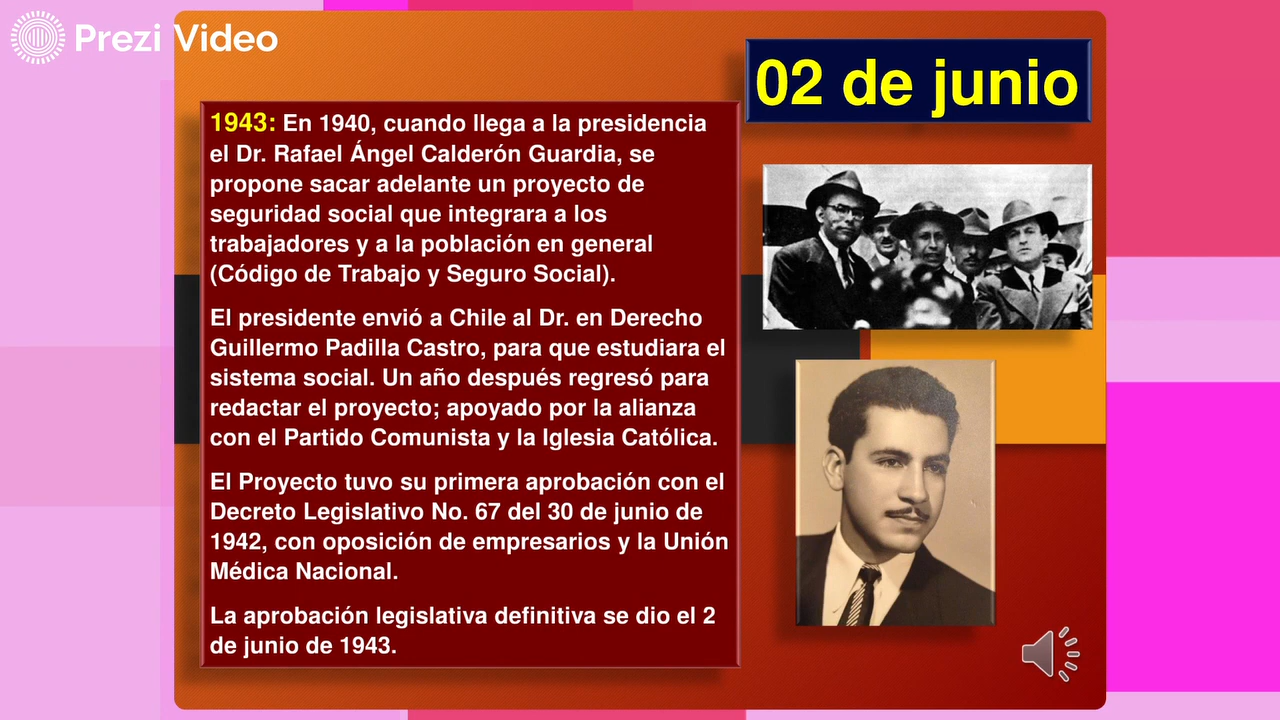 Prezi Video
02 de junio
1943: En 1940, cuando llega a la presidencia
el Dr. Rafael Ángel Calderón Guardia, se
propone sacar adelante un proyecto de
seguridad social que integrara a los
trabajadores y a la población en general
(Código de Trabajo y Seguro Social).
El presidente envió a Chile al Dr. en Derecho
Guillermo Padilla Castro, para que estudiara el
sistema social. Un año después regresó para
redactar el proyecto; apoyado por la alianza
con el Partido Comunista y la Iglesia Católica.
El Proyecto tuvo su primera aprobación con el
Decreto Legislativo No. 67 del 30 de junio de
1942, con oposición de empresarios y la Unión
Médica Nacional.
La aprobación legislativa definitiva se dio el 2
de junio de 1943.